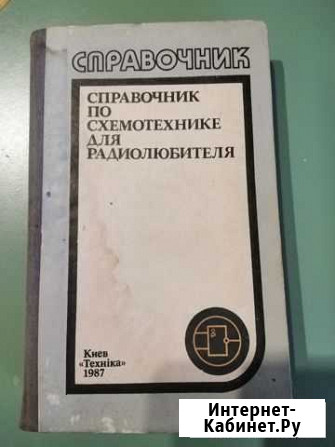 СПРАВОЧНИК
СПРАВОЧНИК
ПО
СХЕМОТЕХНИКЕ
ДЛЯ
РАДИОЛЮБИТЕЛЯ
Киев
«Техніка»
1987
Интернет-
Кабинет.Ру